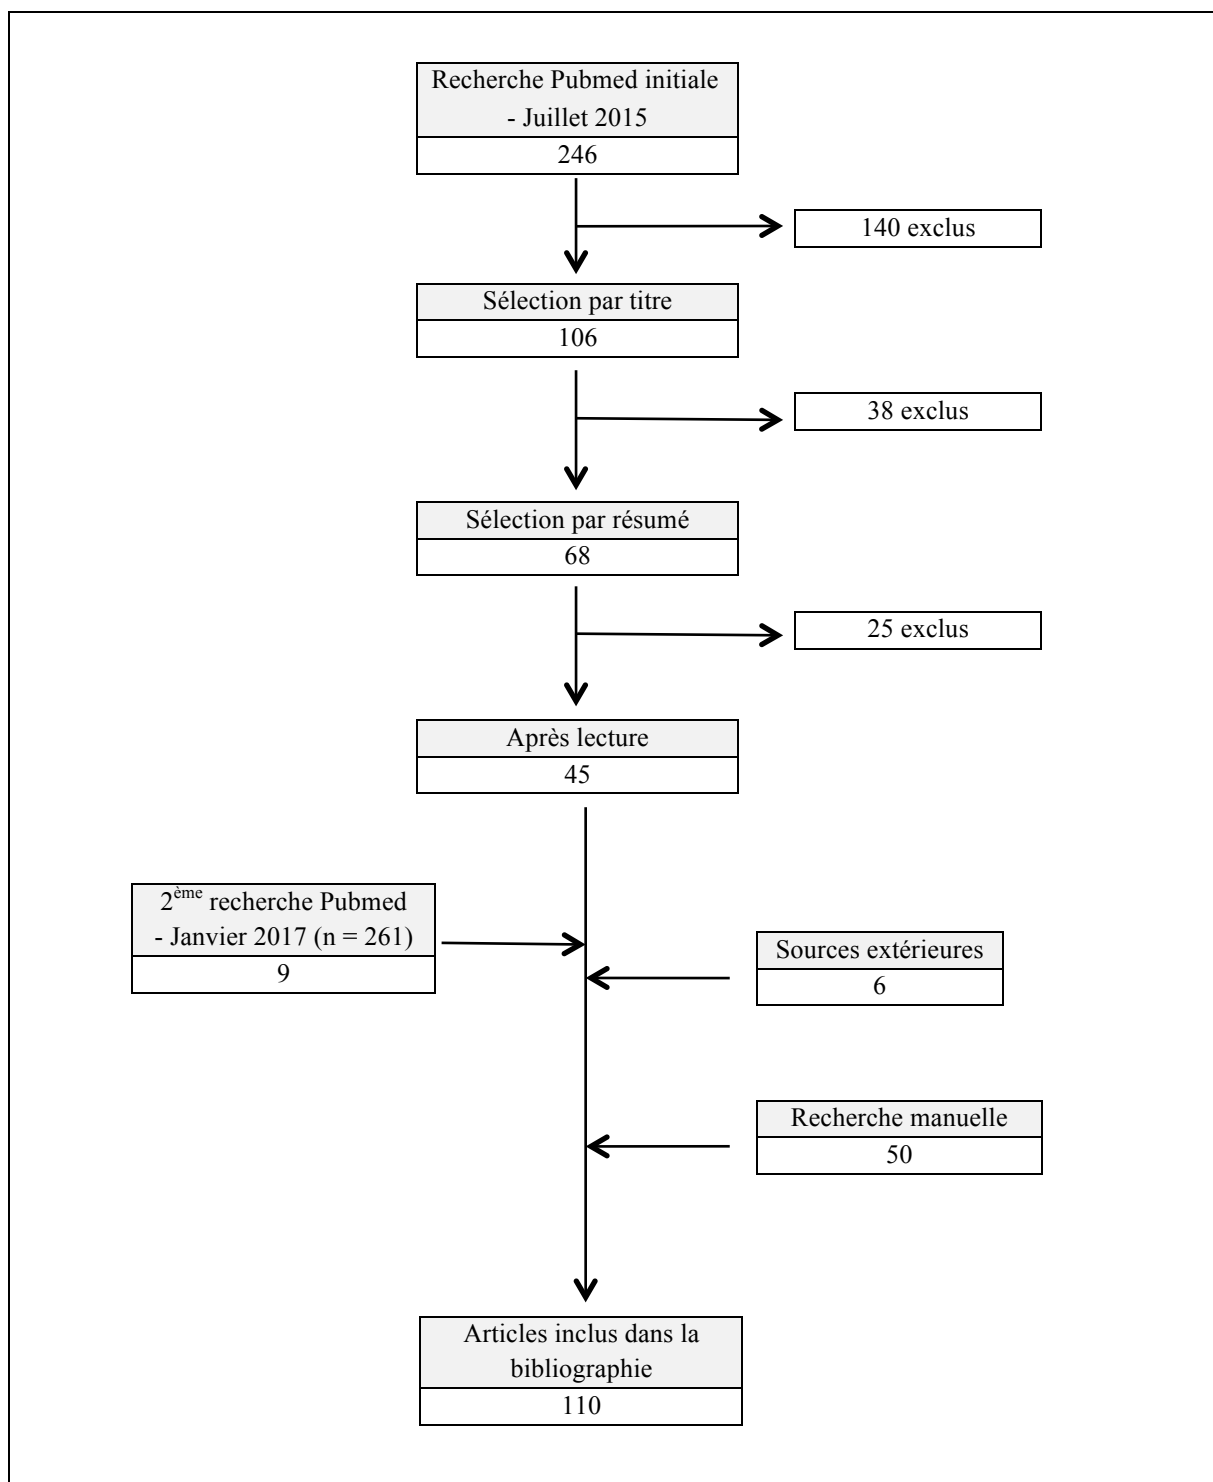 Recherche Pubmed initiale
- Juillet 2015
246
140 exclus
Sélection par titre
106
38 exclus
Sélection par résumé
68
25 exclus
Après lecture
45
2ème recherche Pubmed
- Janvier 2017 (n = 261)
9
Sources extérieures
6
Recherche manuelle
50
Articles inclus dans la
bibliographie
110